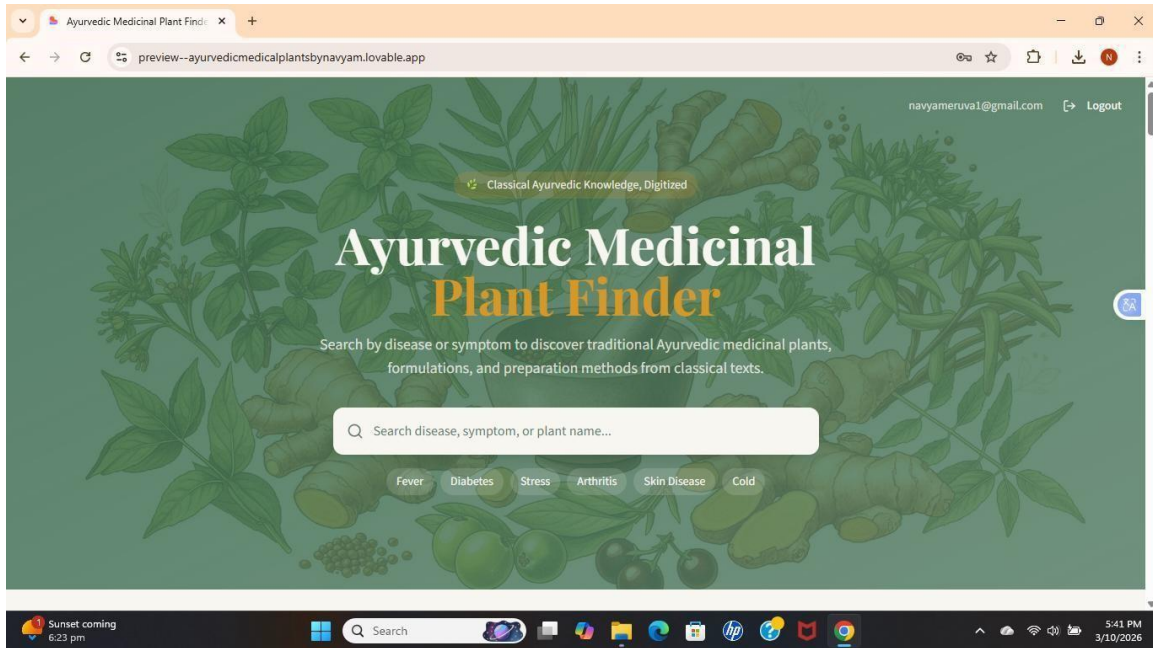 Ayurvedic Medicinal Plant Finde
preview--ayurvedicmedicalplantsbynavyam.lovable.app
N
navyameruva1@gmail.com Logout
Classical Ayurvedic Knowledge, Digitized
Ayurvedic Medicinal
Plant Finder
Search by disease or symptom to discover traditional Ayurvedic medicinal plants,
formulations, and preparation methods from classical texts.
Search disease, symptom, or plant name...
Fever Diabetes Stress Arthritis Skin Disease Cold
1
Sunset coming
6:23 pm
Search
hp
5:41 PM
3/10/2026